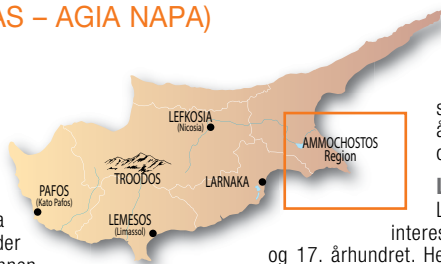 AS – AGIA NAPA)
LEFKOSIA
(Nicosia)
AMMOCHOSTOS
Region
TROODOS
LARNAKA
PAFOS
(Kato Pafos)
LEMESOS
(Limassol)
der
interes
og 17. århundret. He